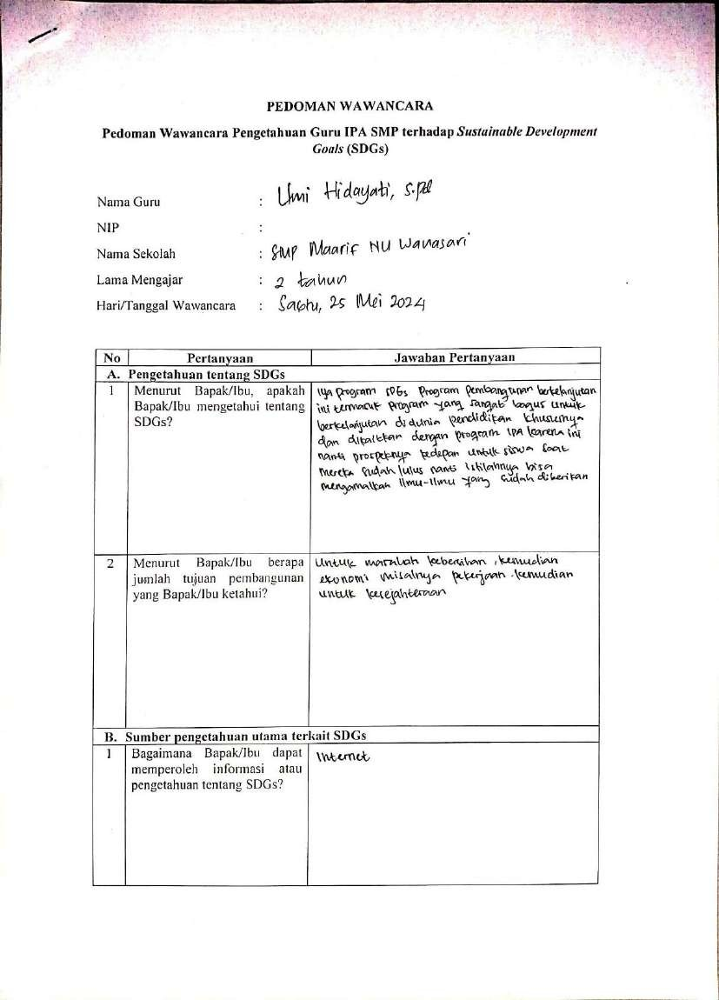 PEDOMAN WAWANCARA
Pedoman Wawancara Pengetahuan Guru IPA SMP terhadap Sustainable Development
Goals (SDGs)
Nama Guru : Umi Hidayati, S.pd
NIP :
Nama Sekolah : SMP Maarif NU Wanasari
Lama Mengajar : 2 tahun
Hari/Tanggal Wawancara : Sabtu, 25 Mei 2024
No Pertanyaan Jawaban Pertanyaan
A. Pengetahuan tentang SDGs
1 Menurut Bapak/Ibu, apakah
Bapak/Ibu mengetahui tentang
SDGs?
iya program SDGs Program Pembangunan berkelanjutan
ini termasuk program yang sangat bagus untuk
berkelanjutan didunia pendidikan khususnya
dan dikaitkan dengan program IPA karena ini
nanti prospeknya kedepan untuk siswa saat
mereka sudah lulus nanti istilahnya bisa
mengamalkan ilmu-ilmu yang sudah diberikan
2 Menurut Bapak/Ibu berapa
jumlah tujuan pembangunan
yang Bapak/Ibu ketahui?
Untuk masalah kebersihan, kemudian
ekonomi misalnya pekerjaan. kemudian
untuk kesejahteraan
B. Sumber pengetahuan utama terkait SDGs
1 Bagaimana Bapak/Ibu dapat
memperoleh informasi atau
pengetahuan tentang SDGs?
Internet